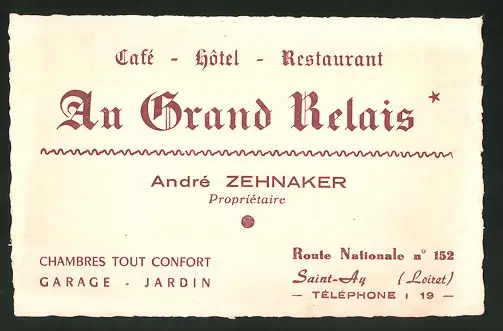 Café - Hôtel - Restaurant
Au Grand Relais *
André ZEHNAKER
Propriétaire
CHAMBRES TOUT CONFORT
GARAGE - JARDIN
Route Nationale n° 152
Saint-Ay (Loiret)
— TÉLÉPHONE : 19 —